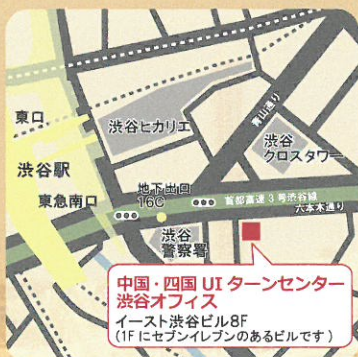 東口
渋谷ヒカリエ
青山通り
渋谷
クロスタワー
渋谷駅
東急南口
地下出口
16C
首都高速3号渋谷線
六本木通り
渋谷
警察署
中国・四国 UI ターンセンター
渋谷オフィス
イースト渋谷ビル8F
(1Fにセブンイレブンのあるビルです)